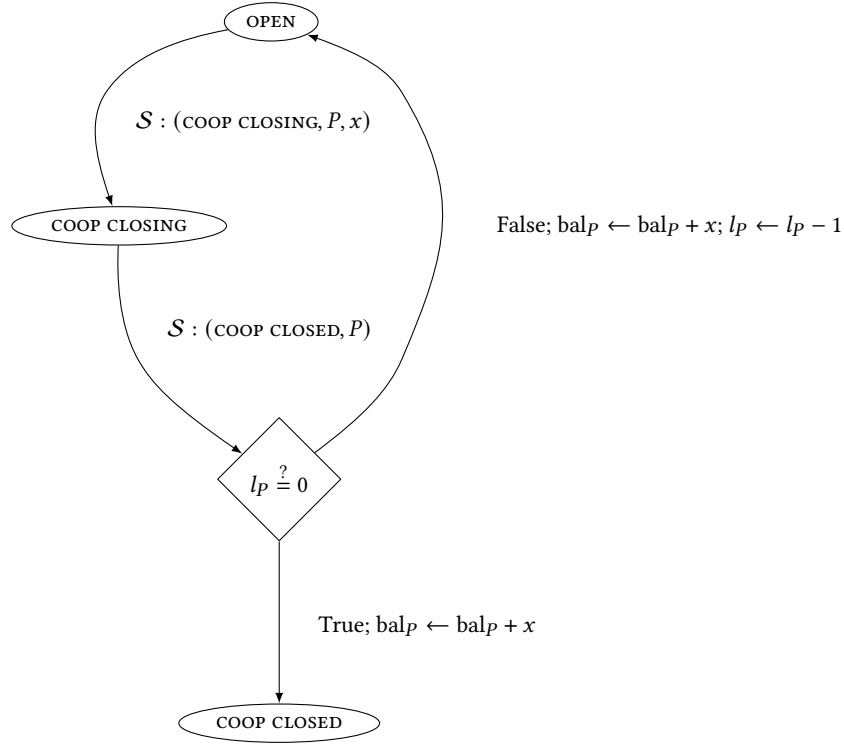 OPEN
𝒮 : (COOP CLOSING, P, x)
COOP CLOSING
False; bal_P ← bal_P + x; l_P ← l_P − 1
𝒮 : (COOP CLOSED, P)
l_P ≟ 0
True; bal_P ← bal_P + x
COOP CLOSED